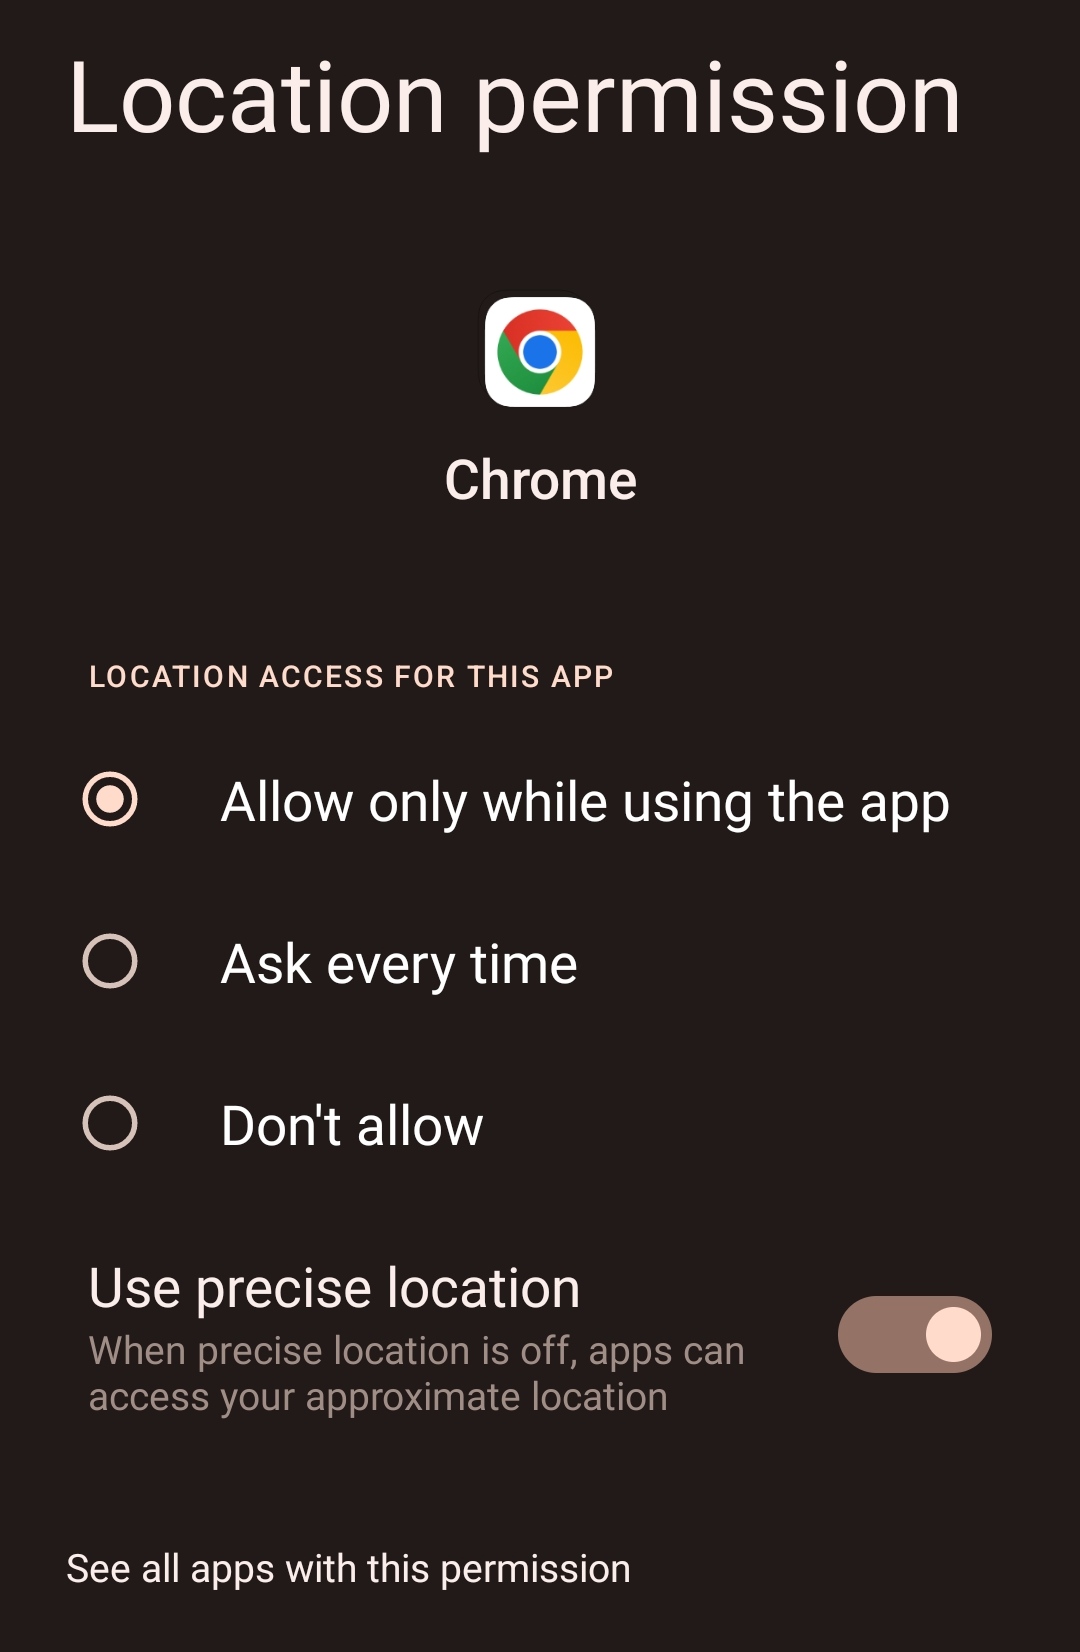 Location permission
Chrome
LOCATION ACCESS FOR THIS APP
Allow only while using the app
Ask every time
Don't allow
Use precise location
When precise location is off, apps can
access your approximate location
See all apps with this permission